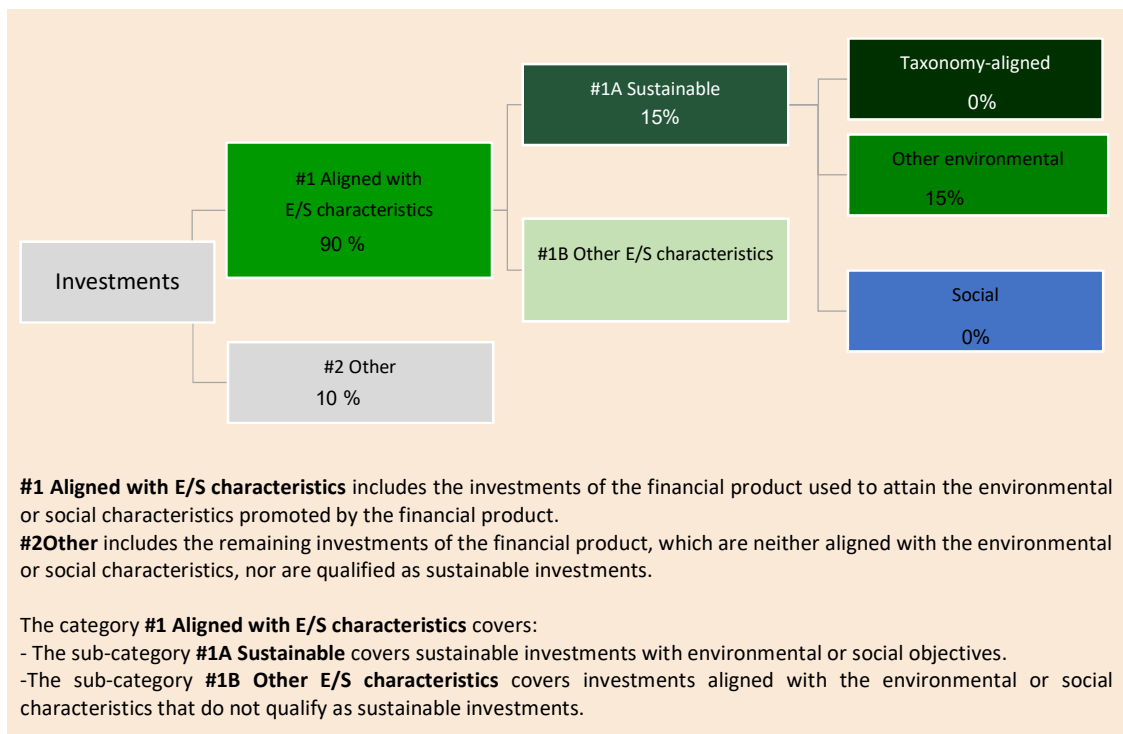 Investments
#1 Aligned with
E/S characteristics
90 %
#2 Other
10 %
#1A Sustainable
15%
#1B Other E/S characteristics
Taxonomy-aligned
0%
Other environmental
15%
Social
0%
#1 Aligned with E/S characteristics includes the investments of the financial product used to attain the environmental
or social characteristics promoted by the financial product.
#2Other includes the remaining investments of the financial product, which are neither aligned with the environmental
or social characteristics, nor are qualified as sustainable investments.
The category #1 Aligned with E/S characteristics covers:
- The sub-category #1A Sustainable covers sustainable investments with environmental or social objectives.
-The sub-category #1B Other E/S characteristics covers investments aligned with the environmental or social
characteristics that do not qualify as sustainable investments.